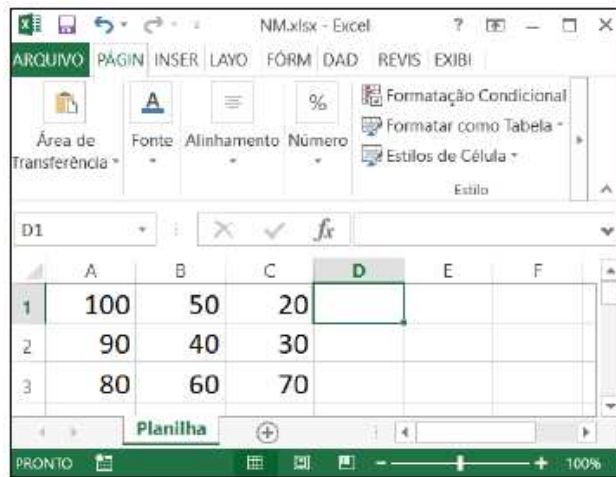 NM.xlsx - Excel ?
ARQUIVO PÁGIN INSER LAYO FÓRM DAD REVIS EXIBI
Área de Transferência
Fonte
Alinhamento
%
Número
Formatação Condicional
Formatar como Tabela
Estilos de Célula
Estilo
D1 fx
A B C D E F
1 100 50 20
2 90 40 30
3 80 60 70
Planilha
PRONTO 100%